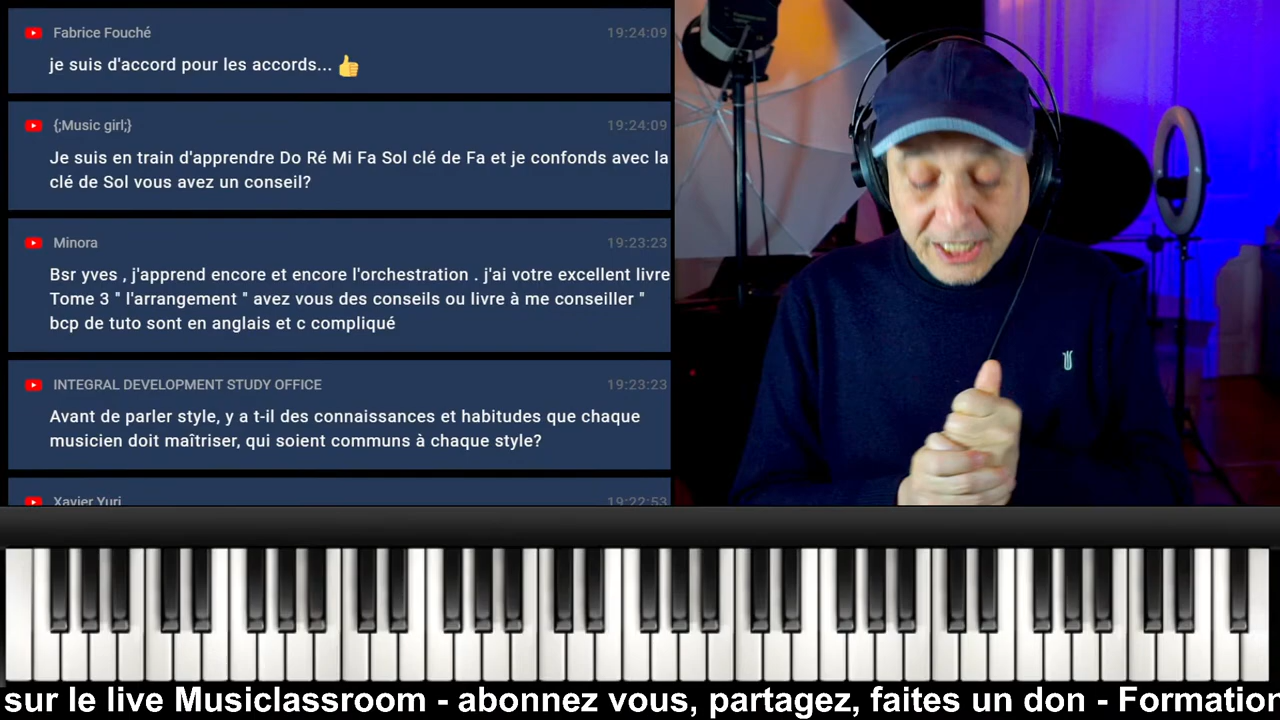 Fabrice Fouché 19:24:09
je suis d'accord pour les accords... 👍
{;Music girl;} 19:24:09
Je suis en train d'apprendre Do Ré Mi Fa Sol clé de Fa et je confonds avec la
clé de Sol vous avez un conseil?
Minora 19:23:23
Bsr yves , j'apprend encore et encore l'orchestration . j'ai votre excellent livre
Tome 3 " l'arrangement " avez vous des conseils ou livre à me conseiller "
bcp de tuto sont en anglais et c compliqué
INTEGRAL DEVELOPMENT STUDY OFFICE 19:23:23
Avant de parler style, y a t-il des connaissances et habitudes que chaque
musicien doit maîtriser, qui soient communs à chaque style?
Xavier Yuri 19:22:53
sur le live Musiclassroom - abonnez vous, partagez, faites un don - Formation